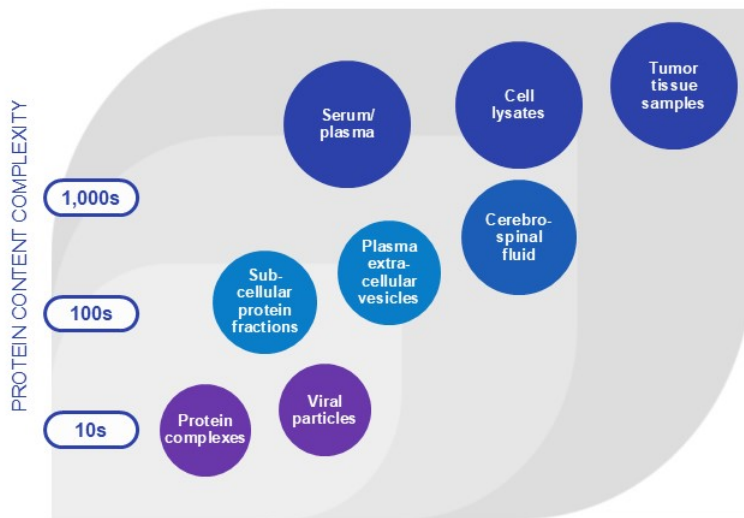 PROTEIN CONTENT COMPLEXITY
Tumor
tissue
samples
Cell
lysates
Serum/
plasma
1,000s
Cerebro-
spinal
fluid
Plasma
extra-
cellular
vesicles
Sub-
cellular
protein
fractions
100s
Viral
particles
Protein
complexes
10s